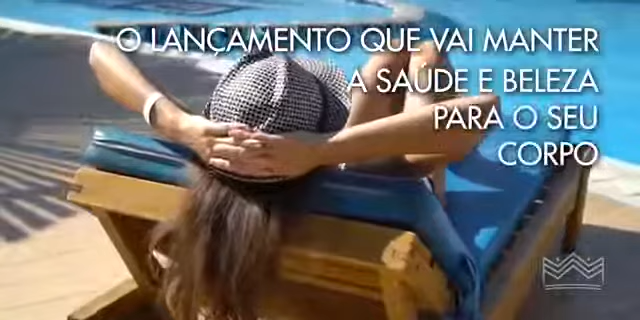 O LANÇAMENTO QUE VAI MANTER
A SAÚDE E BELEZA
PARA O SEU
CORPO